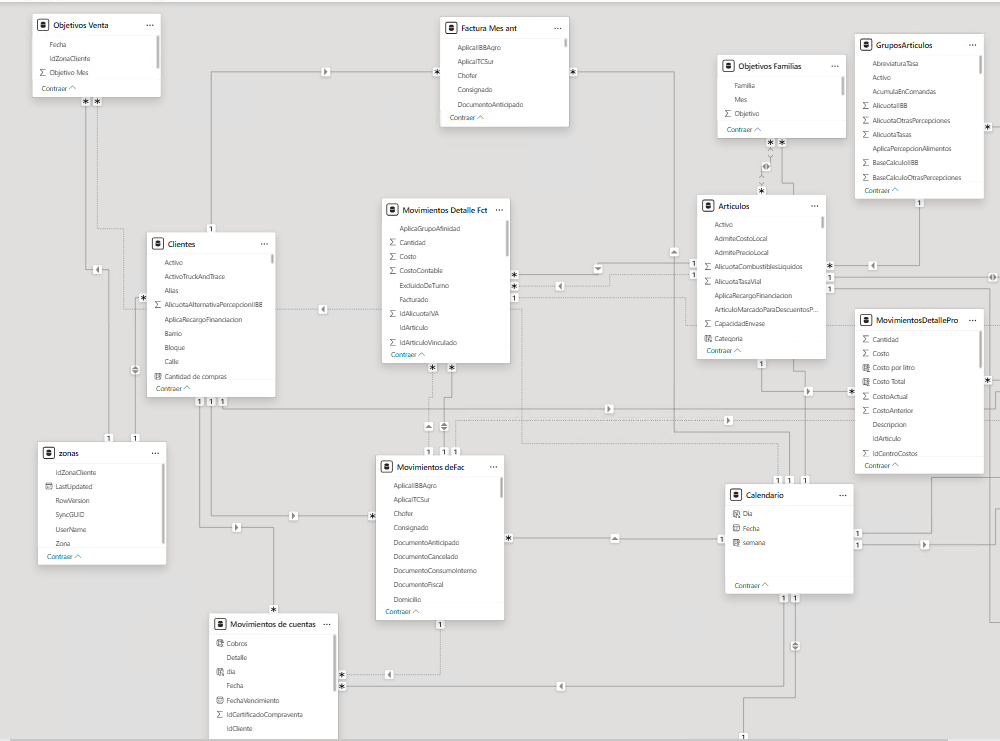 Objetivos Venta
Fecha
IdZonaCliente
Objetivo Mes
Contraer
Factura Mes ant
AplicaIIBBAgro
AplicaITCSur
Chofer
Consignado
DocumentoAnticipado
Contraer
Objetivos Familias
Familia
Mes
Objetivo
Contraer
GruposArticulos
AbreviaturaTasa
Activo
AcumulaEnComandas
AlicuotaIIBB
AlicuotaOtrasPercepciones
AlicuotaTasas
AplicaPercepcionAlimentos
BaseCalculoIIBB
BaseCalculoOtrasPercepciones
Contraer
Clientes
Activo
ActivoTruckAndTrace
Alias
AlicuotaAlternativaPercepcionIIBB
AplicaRecargoFinanciacion
Barrio
Bloque
Calle
Cantidad de compras
Contraer
Movimientos Detalle Fct
AplicaGrupoAfinidad
Cantidad
Costo
CostoContable
ExcluidoDeTurno
Facturado
IdAlicuotaIVA
IdArticulo
IdArticuloVinculado
Contraer
Articulos
Activo
AdmiteCostoLocal
AdmitePrecioLocal
AlicuotaCombustiblesLiquidos
AlicuotaTasaVial
AplicaRecargoFinanciacion
ArticuloMarcadoParaDescuentosP...
CapacidadEnvase
Categoria
Contraer
MovimientosDetallePro
Cantidad
Costo
Costo por litro
Costo Total
CostoActual
CostoAnterior
Descripcion
IdArticulo
IdCentroCostos
Contraer
zonas
IdZonaCliente
LastUpdated
RowVersion
SyncGUID
UserName
Zona
Contraer
Movimientos deFac
AplicaIIBBAgro
AplicaITCSur
Chofer
Consignado
DocumentoAnticipado
DocumentoCancelado
DocumentoConsumoInterno
DocumentoFiscal
Domicilio
Contraer
Calendario
Dia
Fecha
semana
Contraer
Movimientos de cuentas
Cobros
Detalle
dia
Fecha
FechaVencimiento
IdCertificadoCompraventa
IdCliente